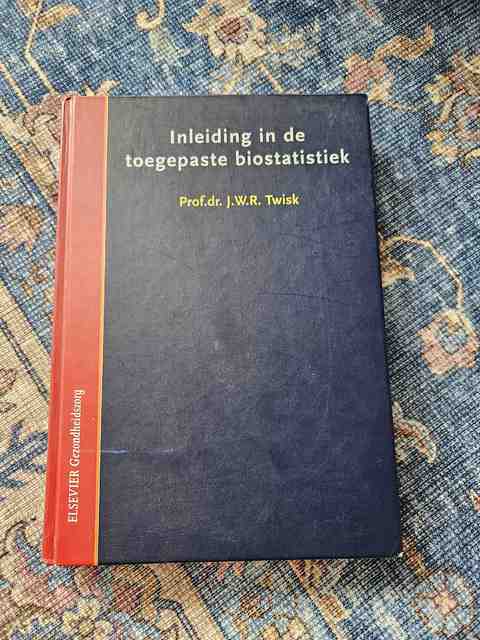 Inleiding in de
toegepaste biostatistiek
Prof.dr. J.W.R. Twisk
ELSEVIER Gezondheidszorg